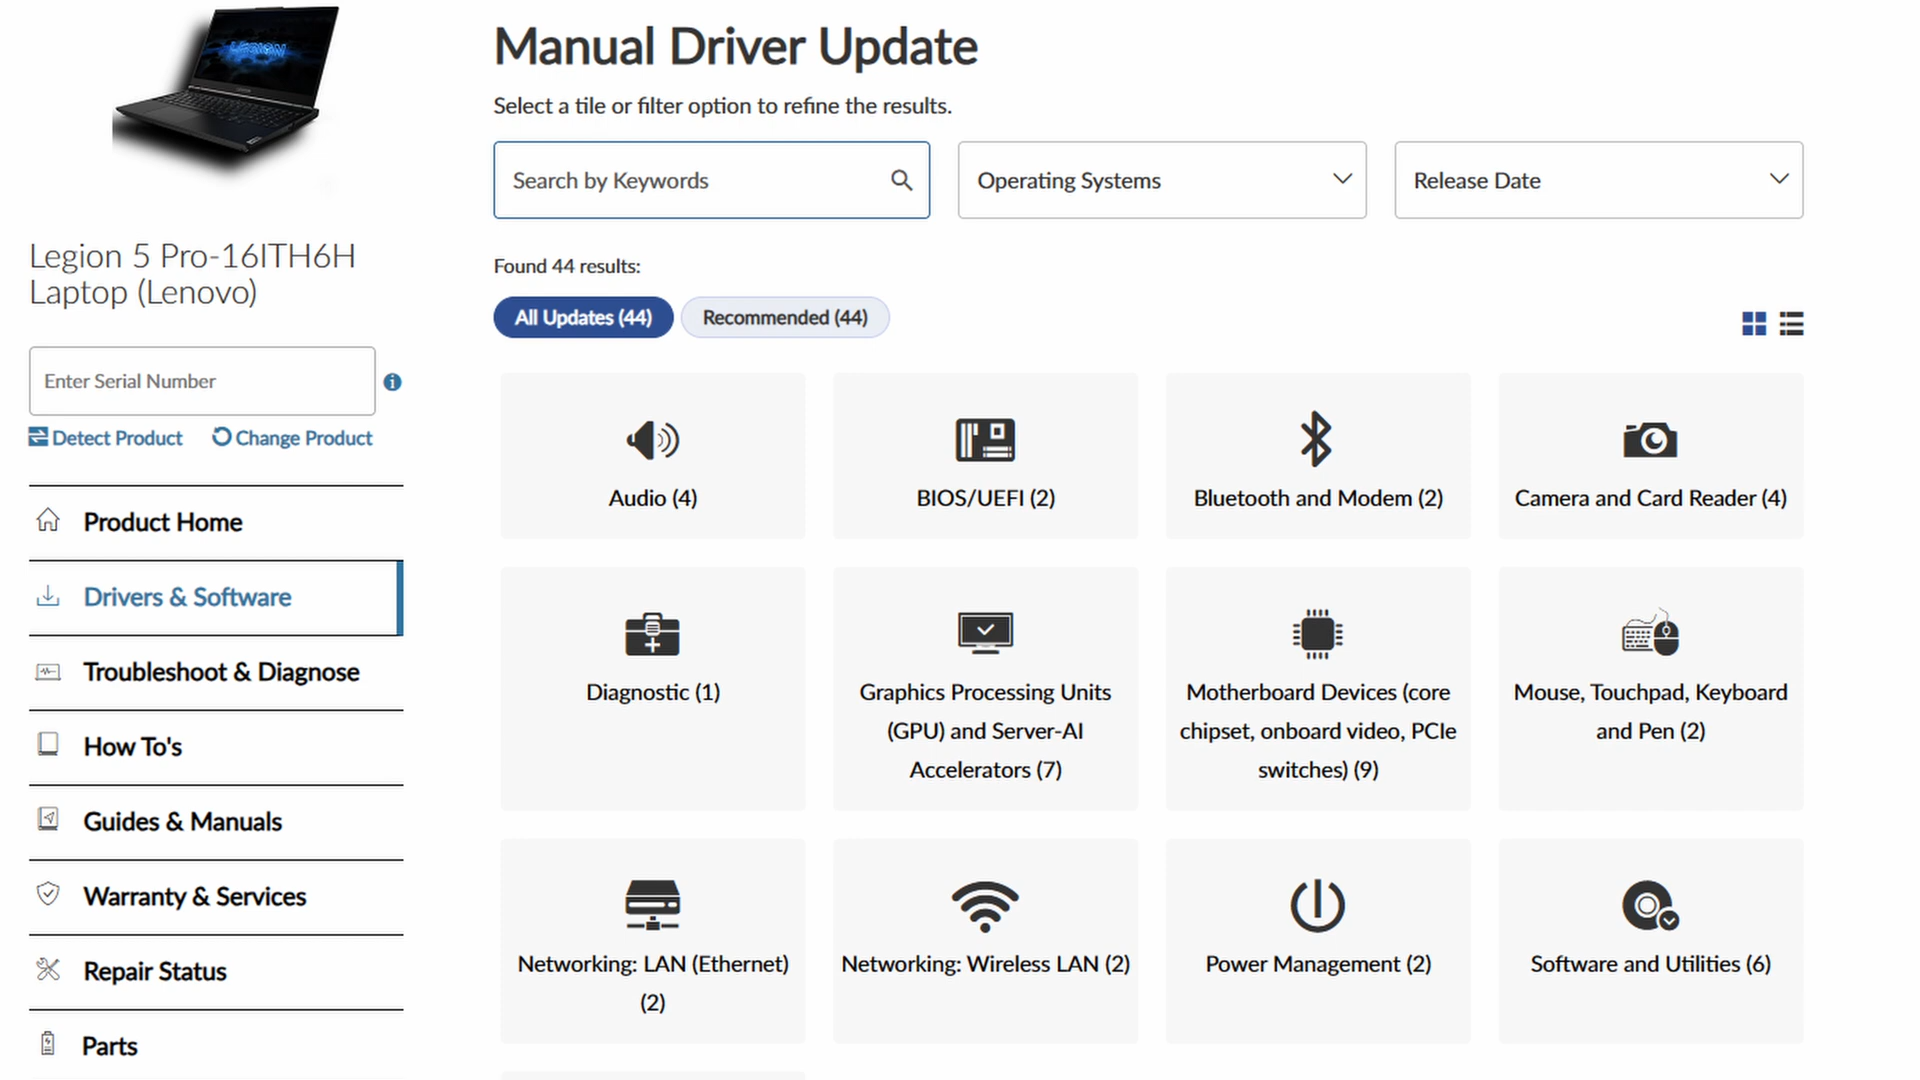 LEGION
Legion 5 Pro-16ITH6H
Laptop (Lenovo)
Enter Serial Number
Detect Product
Change Product
Product Home
Drivers & Software
Troubleshoot & Diagnose
How To's
Guides & Manuals
Warranty & Services
Repair Status
Parts
Manual Driver Update
Select a tile or filter option to refine the results.
Search by Keywords
Operating Systems
Release Date
Found 44 results:
All Updates (44)
Recommended (44)
Audio (4)
BIOS/UEFI (2)
Bluetooth and Modem (2)
Camera and Card Reader (4)
Diagnostic (1)
Graphics Processing Units
(GPU) and Server-AI
Accelerators (7)
Motherboard Devices (core
chipset, onboard video, PCIe
switches) (9)
Mouse, Touchpad, Keyboard
and Pen (2)
Networking: LAN (Ethernet)
(2)
Networking: Wireless LAN (2)
Power Management (2)
Software and Utilities (6)